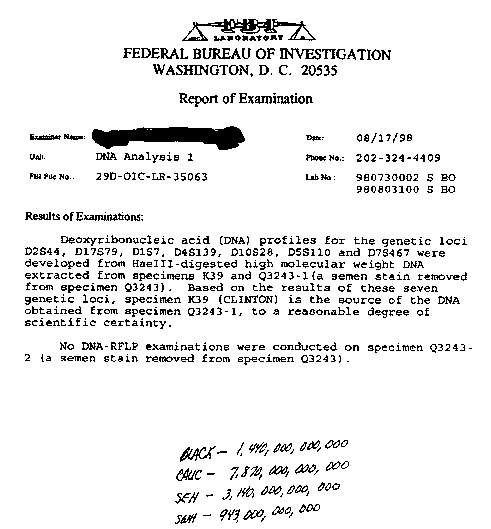 FBI
LABORATORY
FEDERAL BUREAU OF INVESTIGATION
WASHINGTON, D. C. 20535
Report of Examination
Examiner Name:
Date: 08/17/98
Unit: DNA Analysis 1
Phone No.: 202-324-4409
FBI File No.: 29D-OIC-LR-35063
Lab No.: 980730002 S BO
980803100 S BO
Results of Examinations:
Deoxyribonucleic acid (DNA) profiles for the genetic loci
D2S44, D17S79, D1S7, D4S139, D10S28, D5S110 and D7S467 were
developed from HaeIII-digested high molecular weight DNA
extracted from specimens K39 and Q3243-1(a semen stain removed
from specimen Q3243). Based on the results of these seven
genetic loci, specimen K39 (CLINTON) is the source of the DNA
obtained from specimen Q3243-1, to a reasonable degree of
scientific certainty.
No DNA-RFLP examinations were conducted on specimen Q3243-
2 (a semen stain removed from specimen Q3243).
BLACK – 1,440,000,000,000
CAUC – 7,870,000,000,000
SEH – 3,140,000,000,000
SWH – 943,000,000,000